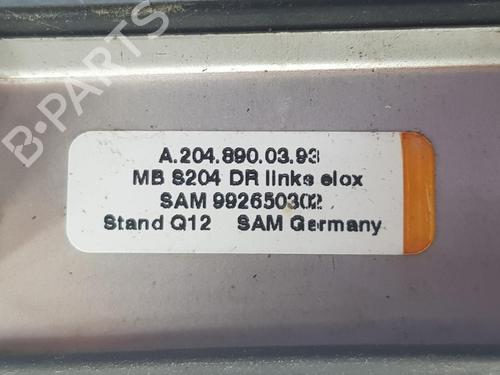 B-PARTS
A.204.890.03.93
MB S204 DR links elox
SAM 992650302
Stand Q12 SAM Germany